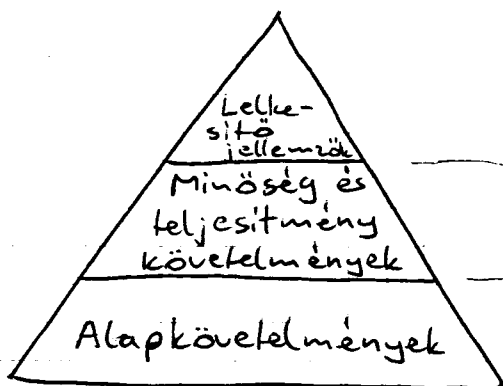 Lelke-
sítő
jellemzők
Minőség és
teljesítmény
követelmények
Alapkövetelmények